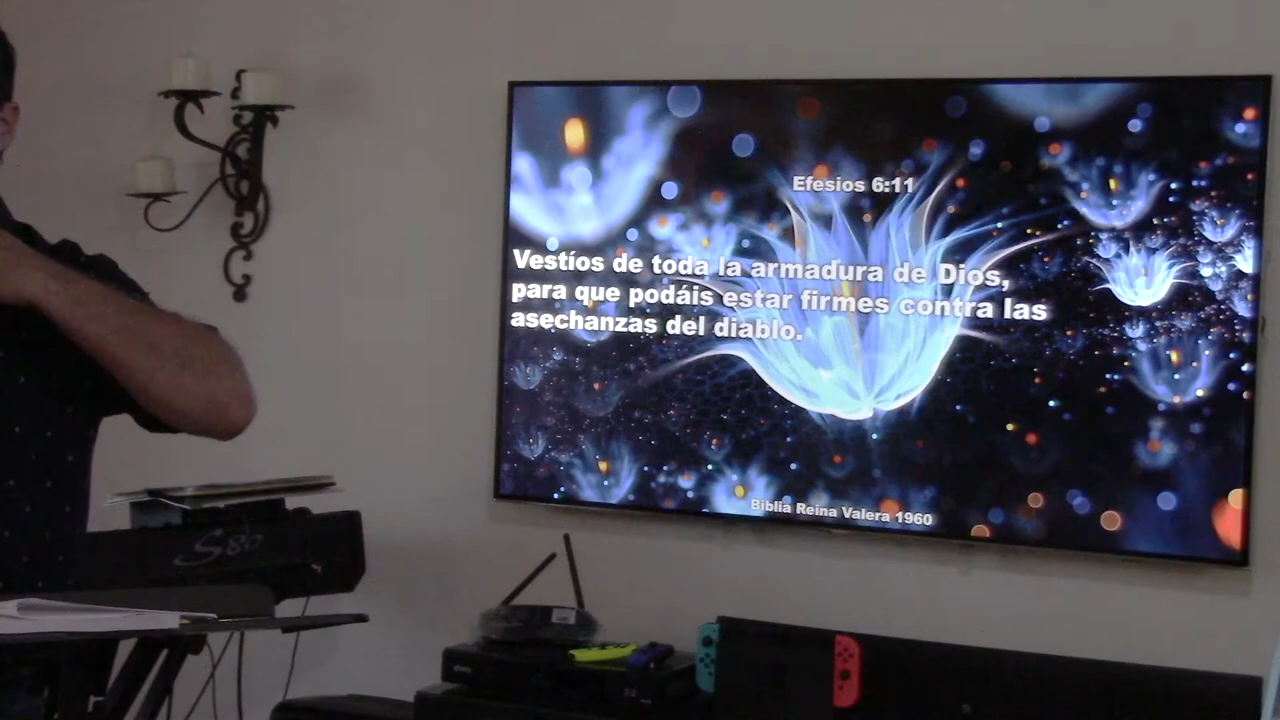 Efesios 6:11
Vestíos de toda la armadura de Dios,
para que podáis estar firmes contra las
asechanzas del diablo.
Biblia Reina Valera 1960
S80